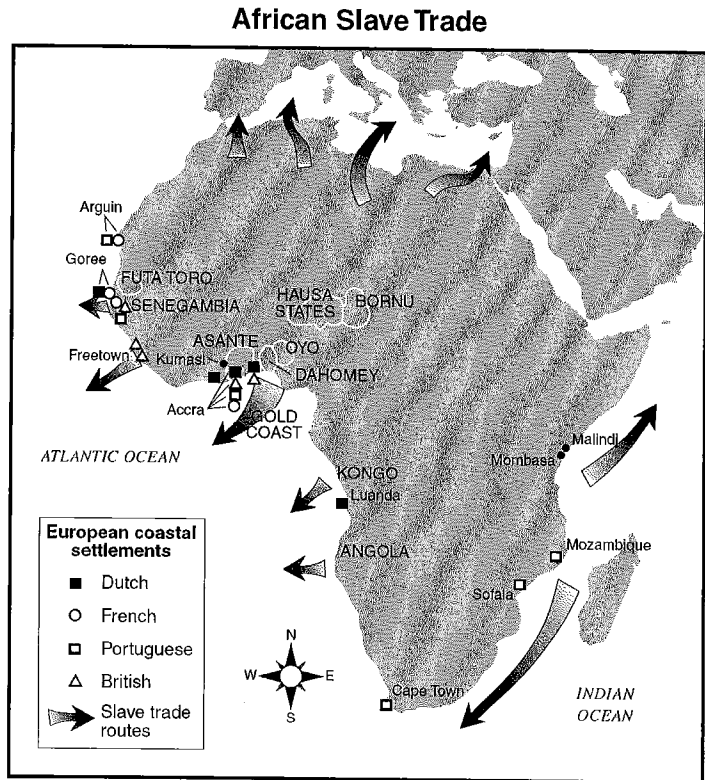 African Slave Trade
Arguin
Goree
FUTA TORO
SENEGAMBIA
HAUSA
STATES
BORNU
ASANTE
OYO
Freetown
Kumasi
DAHOMEY
Accra
GOLD
COAST
ATLANTIC OCEAN
Malindi
Mombasa
KONGO
Luanda
European coastal
settlements
Dutch
French
Portuguese
British
Slave trade
routes
ANGOLA
Mozambique
Sofala
N
W E
S
Cape Town
INDIAN
OCEAN